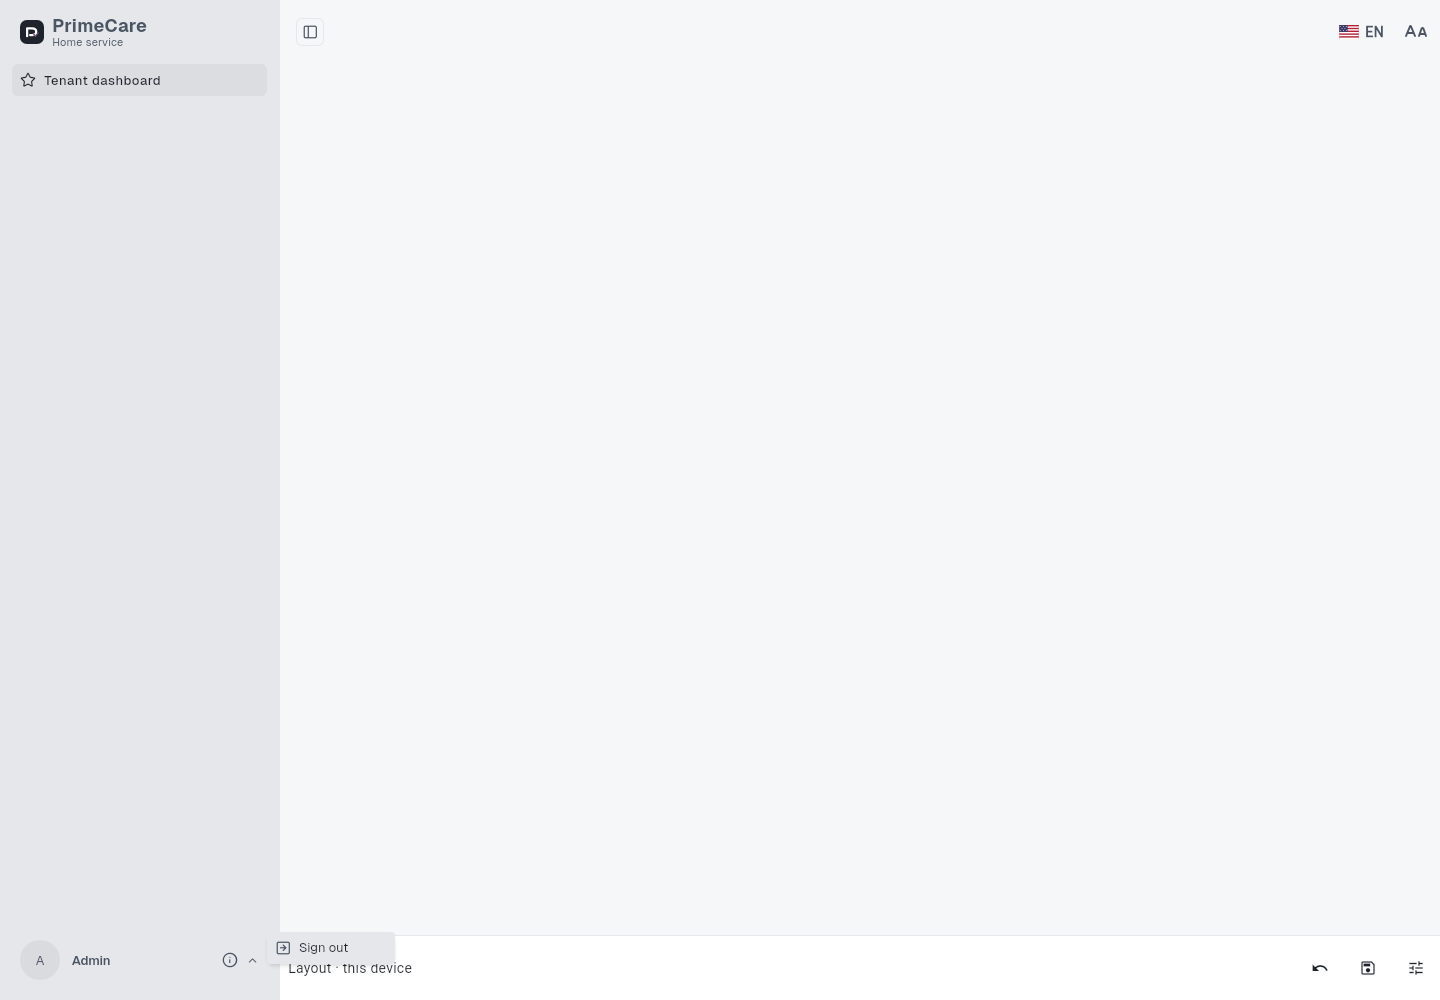 PrimeCare
Home service
Tenant dashboard
EN
AA
A
Admin
Sign out
Layout · this device